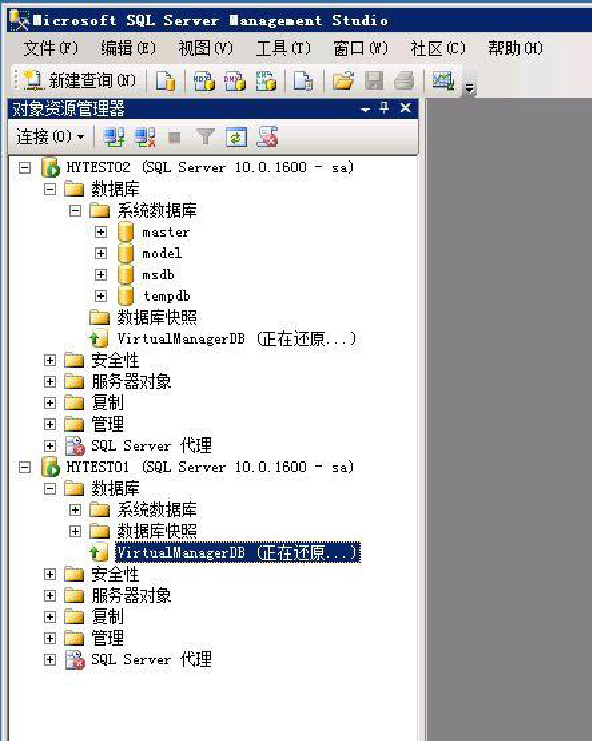 Microsoft SQL Server Management Studio
文件(F) 编辑(E) 视图(V) 工具(T) 窗口(W) 社区(C) 帮助(H)
新建查询(N)
对象资源管理器
连接(O)
HYTEST02 (SQL Server 10.0.1600 - sa)
数据库
系统数据库
master
model
msdb
tempdb
数据库快照
VirtualManagerDB (正在还原...)
安全性
服务器对象
复制
管理
SQL Server 代理
HYTEST01 (SQL Server 10.0.1600 - sa)
数据库
系统数据库
数据库快照
VirtualManagerDB (正在还原...)
安全性
服务器对象
复制
管理
SQL Server 代理